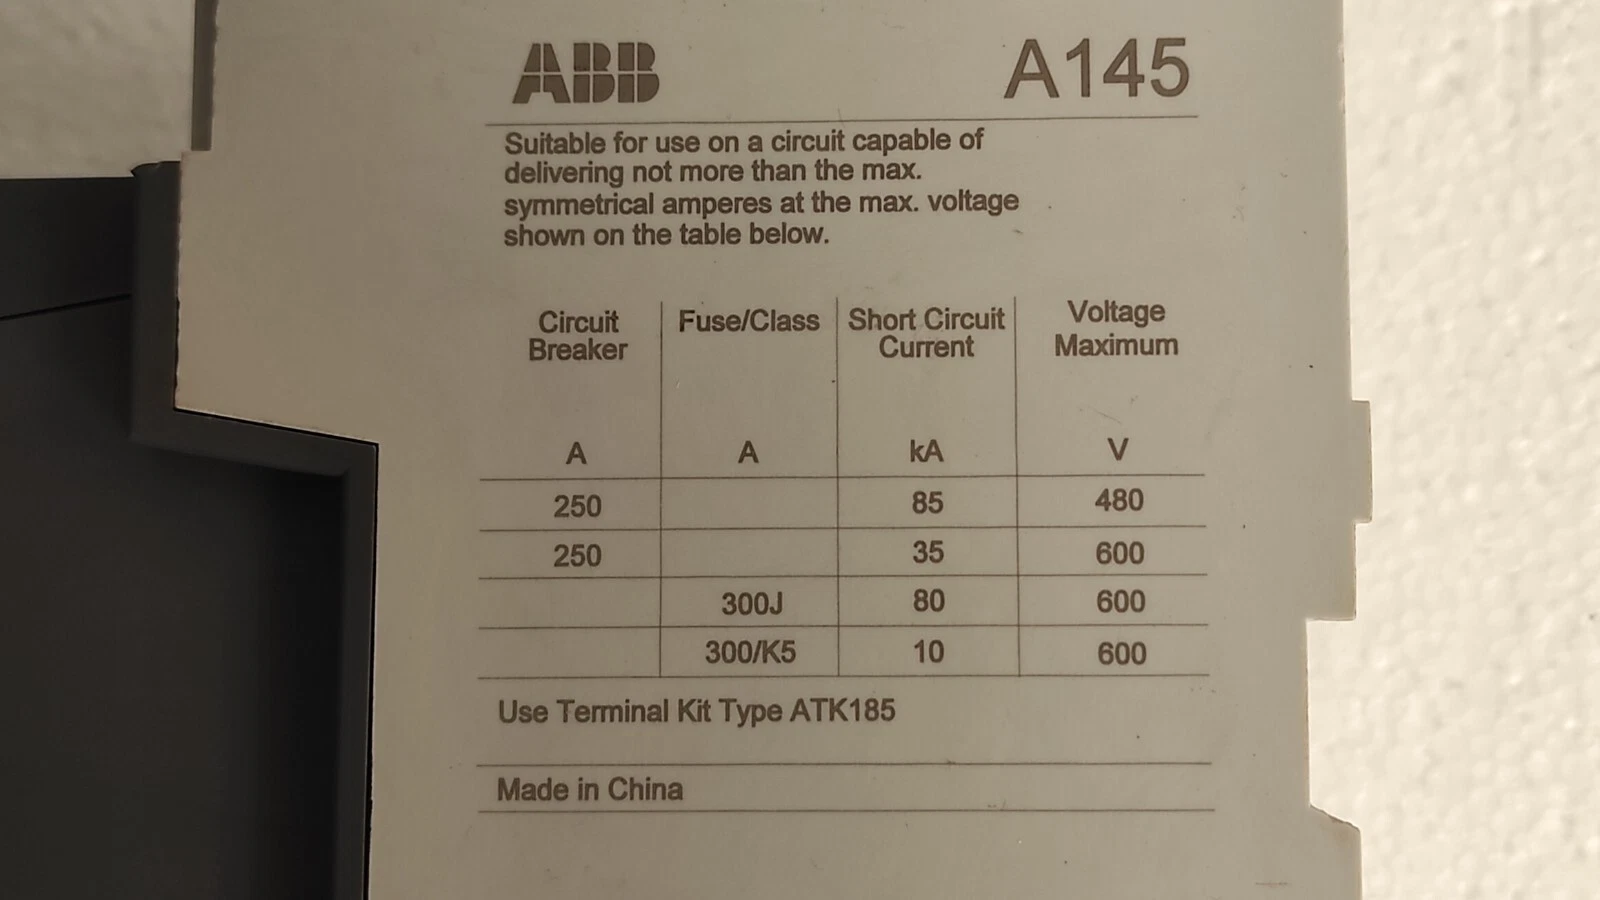 ABB A145
Suitable for use on a circuit capable of
delivering not more than the max.
symmetrical amperes at the max. voltage
shown on the table below.
Circuit Breaker Fuse/Class Short Circuit Current Voltage Maximum
A A kA V
250 85 480
250 35 600
300J 80 600
300/K5 10 600
Use Terminal Kit Type ATK185
Made in China